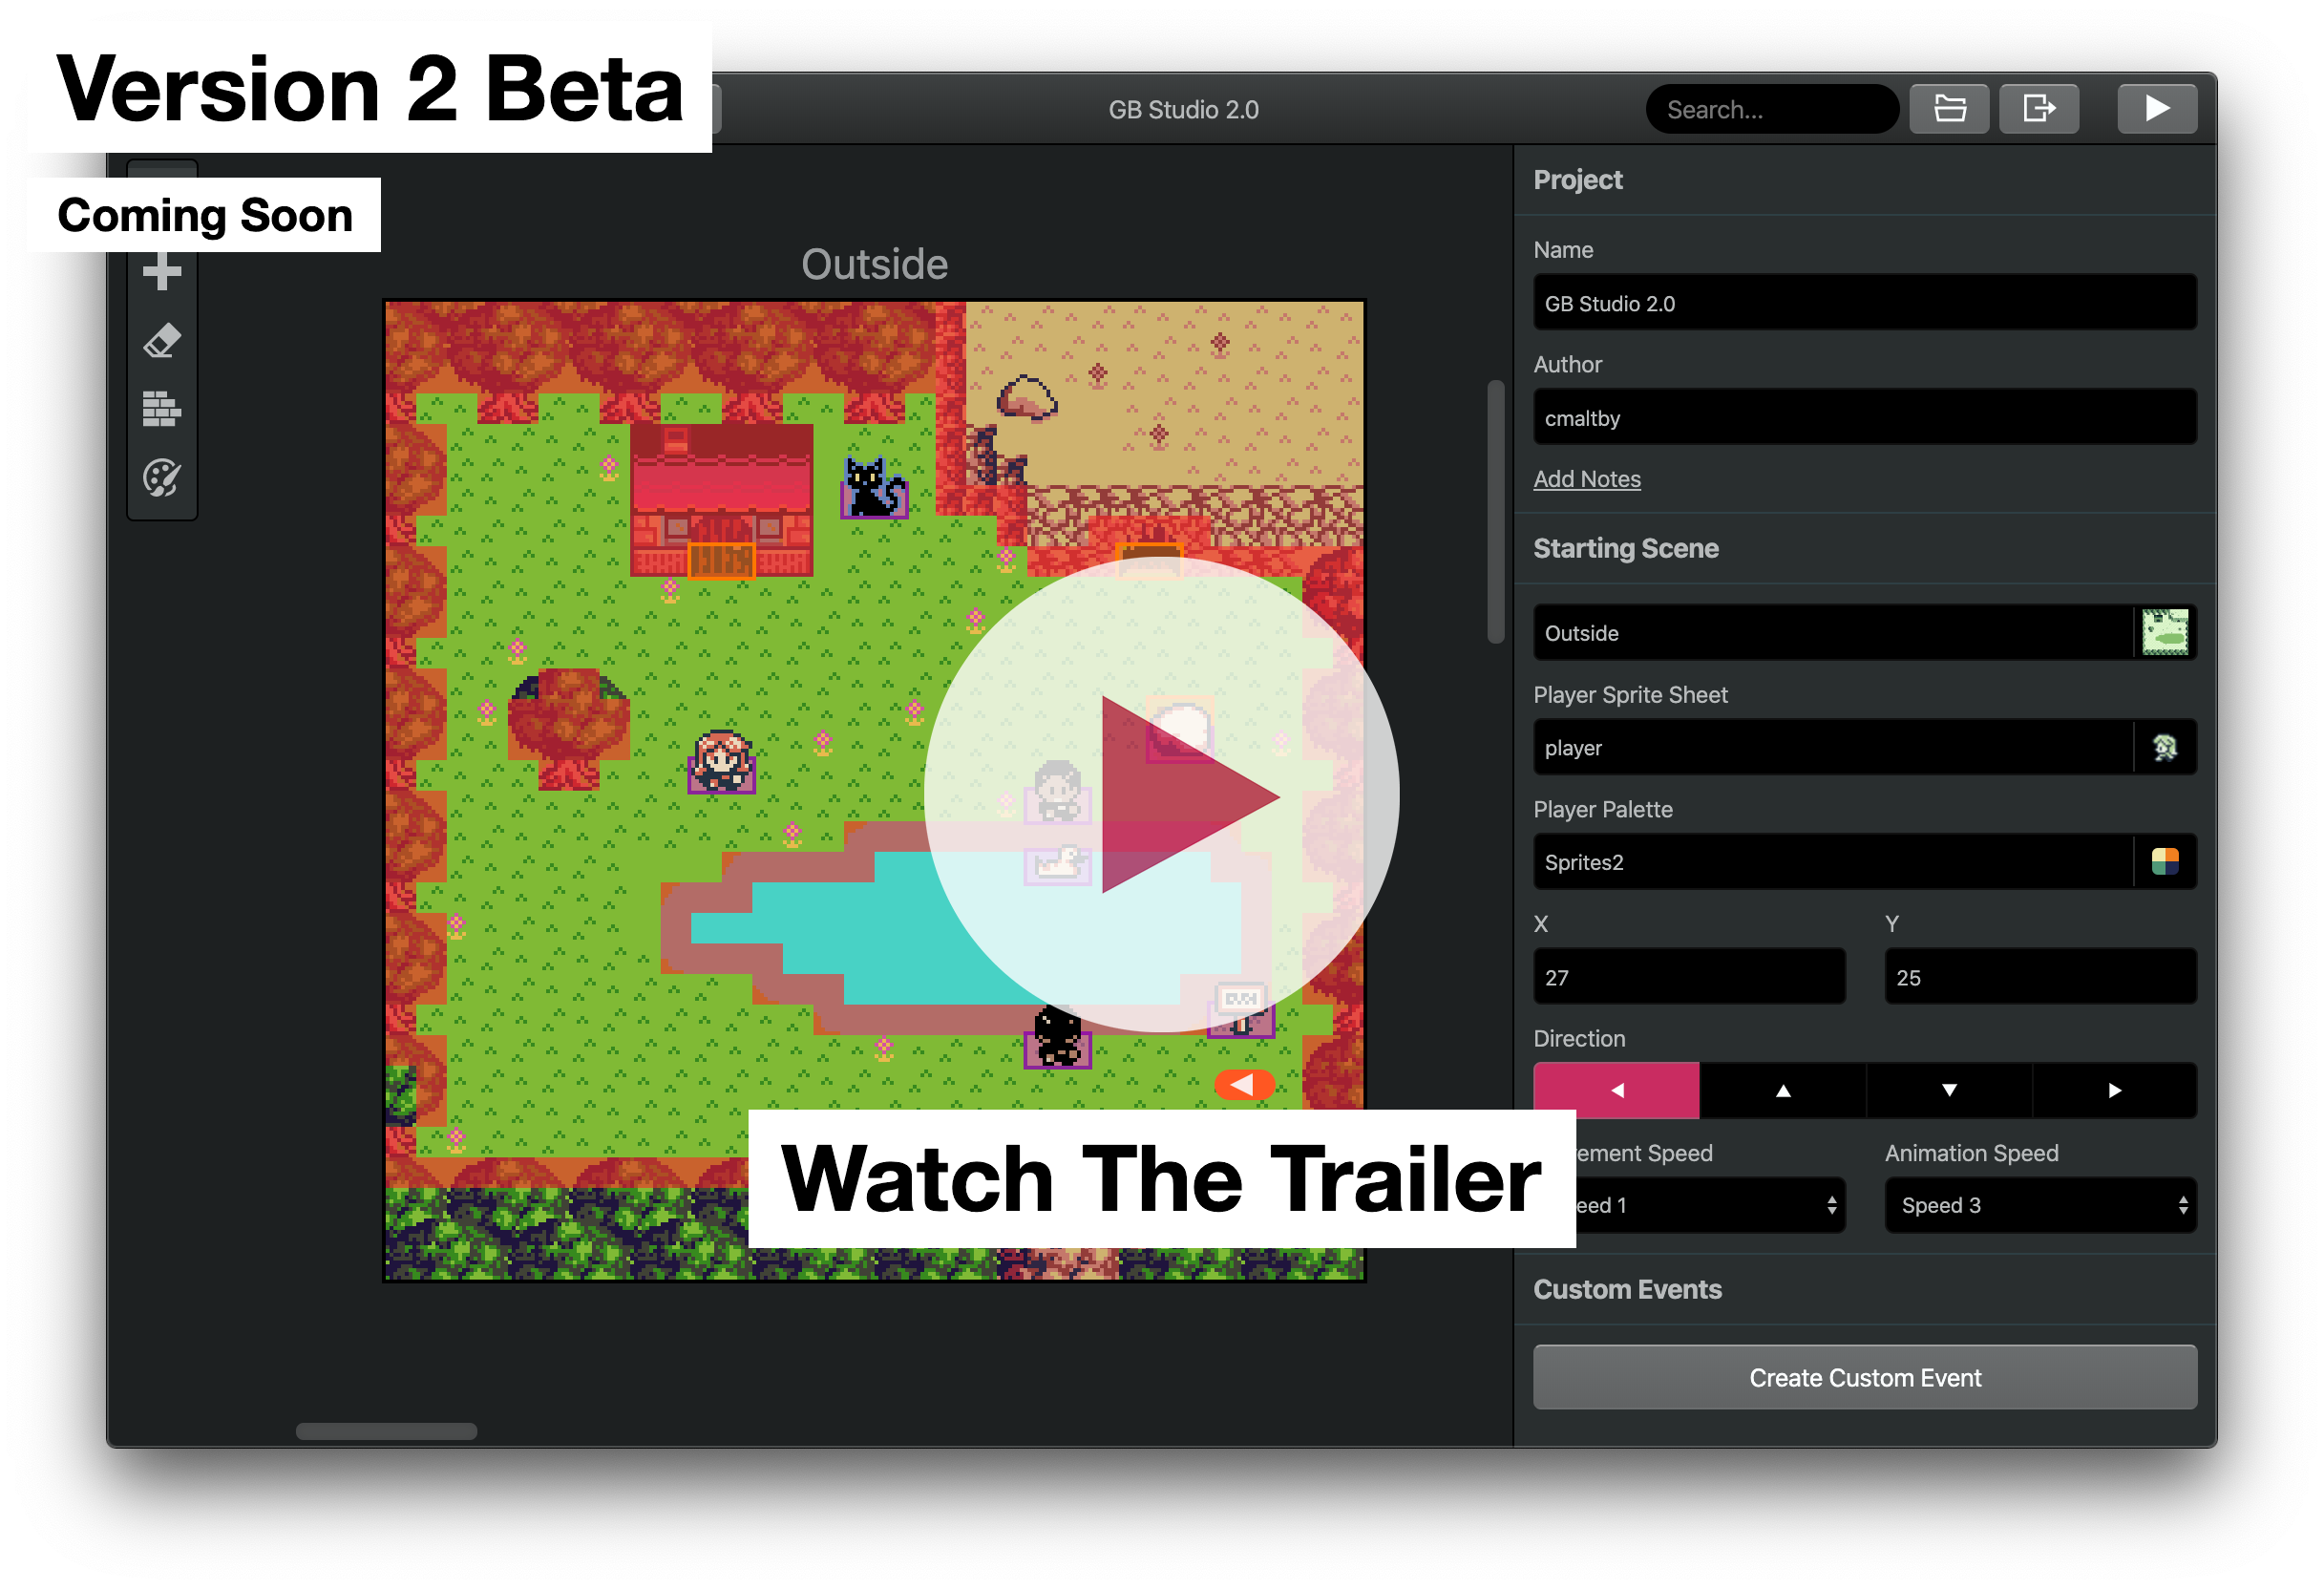 Version 2 Beta
GB Studio 2.0
Search...
Coming Soon
Outside
Project
Name
GB Studio 2.0
Author
cmaltby
Add Notes
Starting Scene
Outside
Player Sprite Sheet
player
Player Palette
Sprites2
X Y
27 25
Direction
ement Speed Animation Speed
eed 1 Speed 3
Watch The Trailer
Custom Events
Create Custom Event